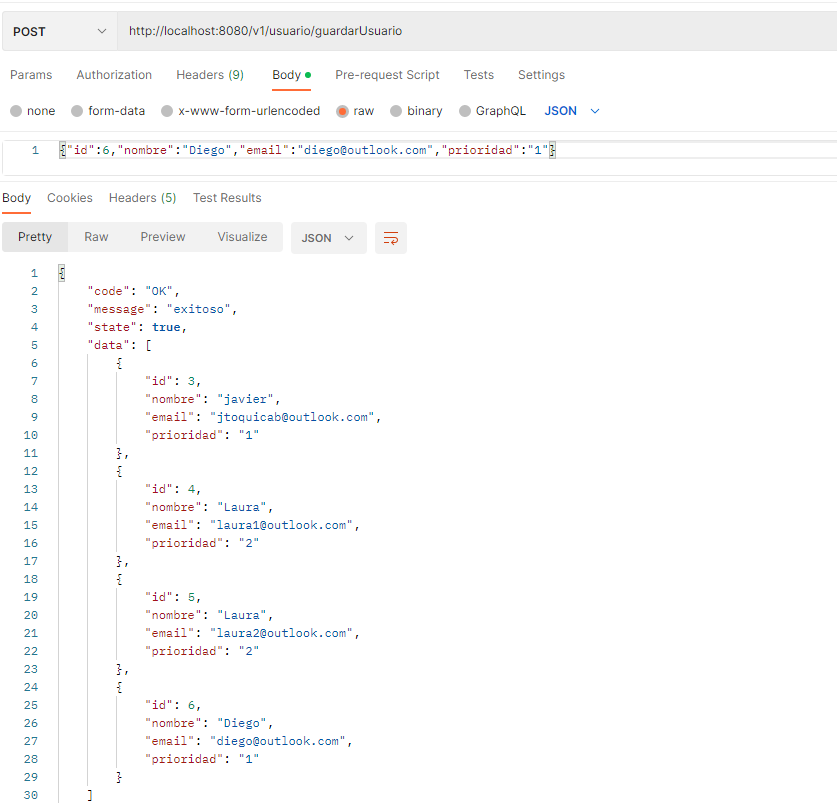 POST http://localhost:8080/v1/usuario/guardarUsuario
Params Authorization Headers (9) Body Pre-request Script Tests Settings
none form-data x-www-form-urlencoded raw binary GraphQL JSON
1 {"id":6,"nombre":"Diego","email":"diego@outlook.com","prioridad":"1"}
Body Cookies Headers (5) Test Results
Pretty Raw Preview Visualize JSON
1 {
2 "code": "OK",
3 "message": "exitoso",
4 "state": true,
5 "data": [
6 {
7 "id": 3,
8 "nombre": "javier",
9 "email": "jtoquicab@outlook.com",
10 "prioridad": "1"
11 },
12 {
13 "id": 4,
14 "nombre": "Laura",
15 "email": "laura1@outlook.com",
16 "prioridad": "2"
17 },
18 {
19 "id": 5,
20 "nombre": "Laura",
21 "email": "laura2@outlook.com",
22 "prioridad": "2"
23 },
24 {
25 "id": 6,
26 "nombre": "Diego",
27 "email": "diego@outlook.com",
28 "prioridad": "1"
29 }
30 ]